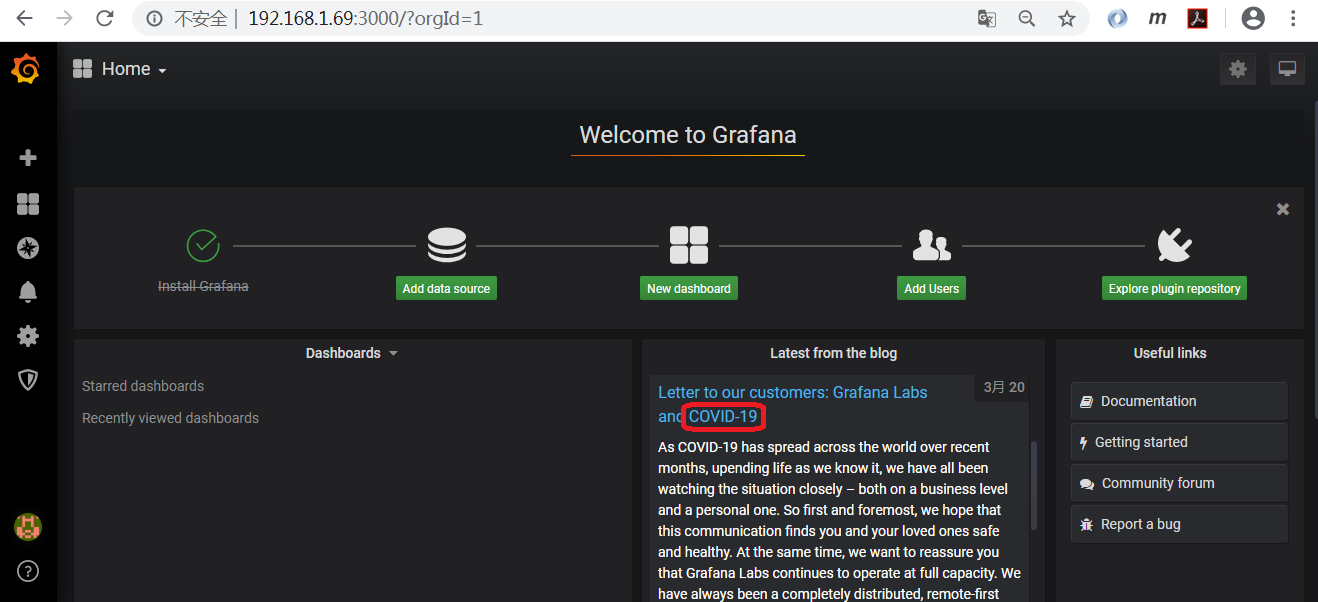 不安全 192.168.1.69:3000/?orgId=1
Home
Welcome to Grafana
Install Grafana
Add data source
New dashboard
Add Users
Explore plugin repository
Dashboards
Starred dashboards
Recently viewed dashboards
Latest from the blog
Letter to our customers: Grafana Labs
and COVID-19
3月 20
As COVID-19 has spread across the world over recent
months, upending life as we know it, we have all been
watching the situation closely – both on a business level
and a personal one. So first and foremost, we hope that
this communication finds you and your loved ones safe
and healthy. At the same time, we want to reassure you
that Grafana Labs continues to operate at full capacity. We
have always been a completely distributed, remote-first
Useful links
Documentation
Getting started
Community forum
Report a bug